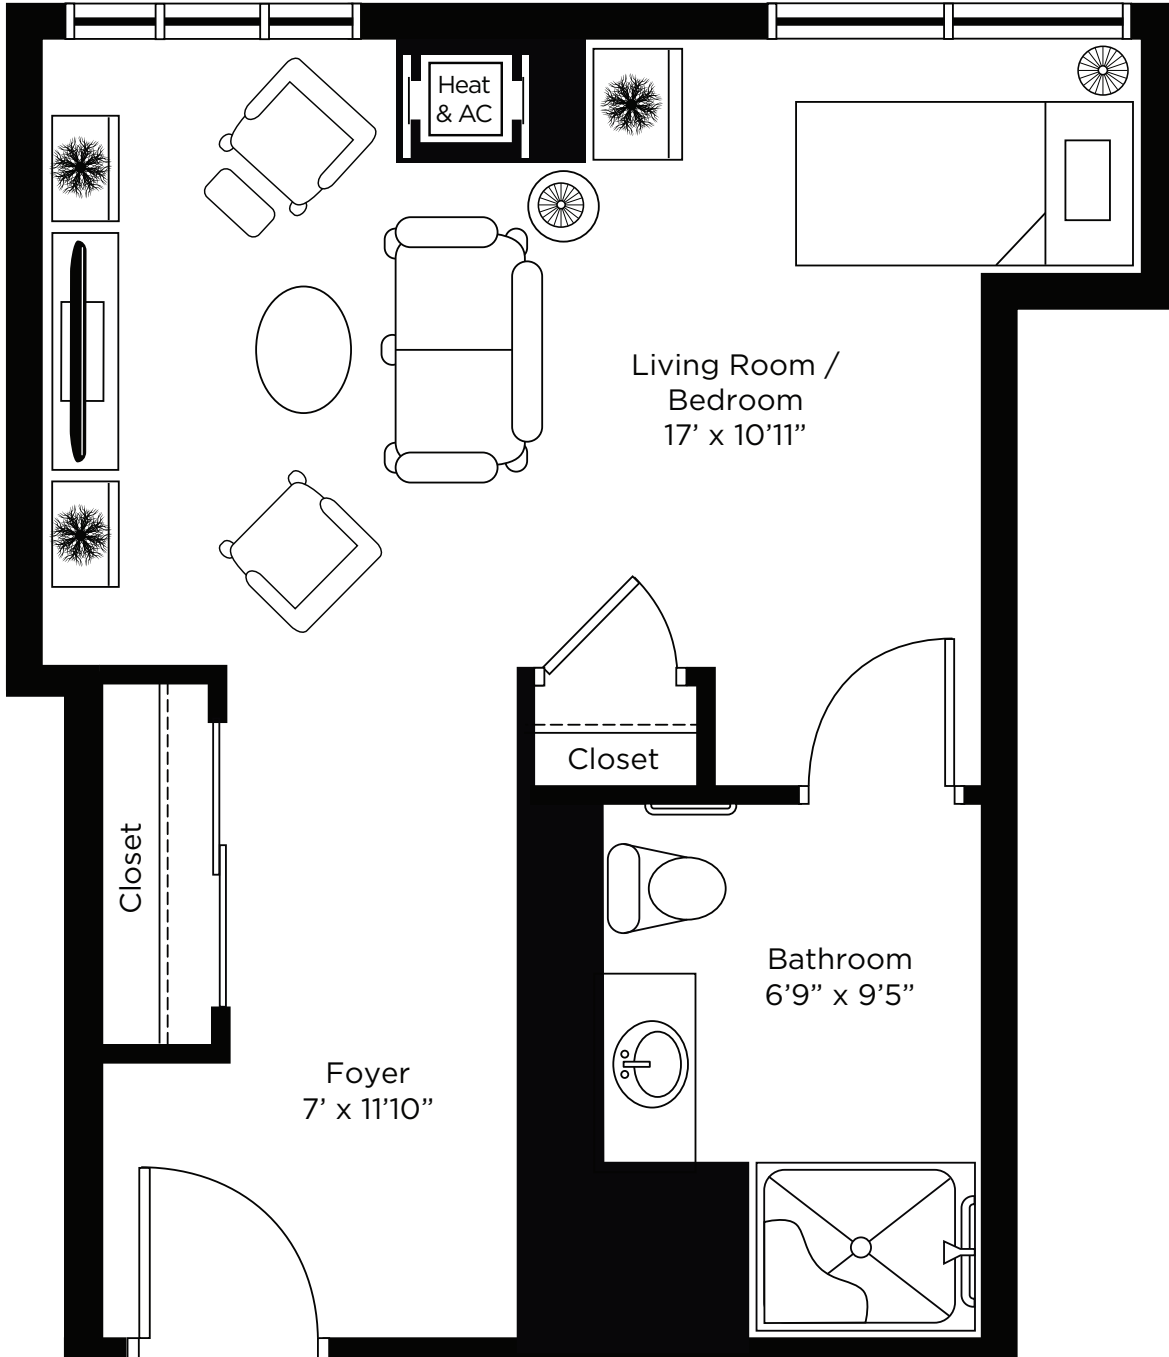 Heat
& AC
Living Room /
Bedroom
17’ x 10’11”
Closet
Closet
Bathroom
6’9” x 9’5”
Foyer
7’ x 11’10”